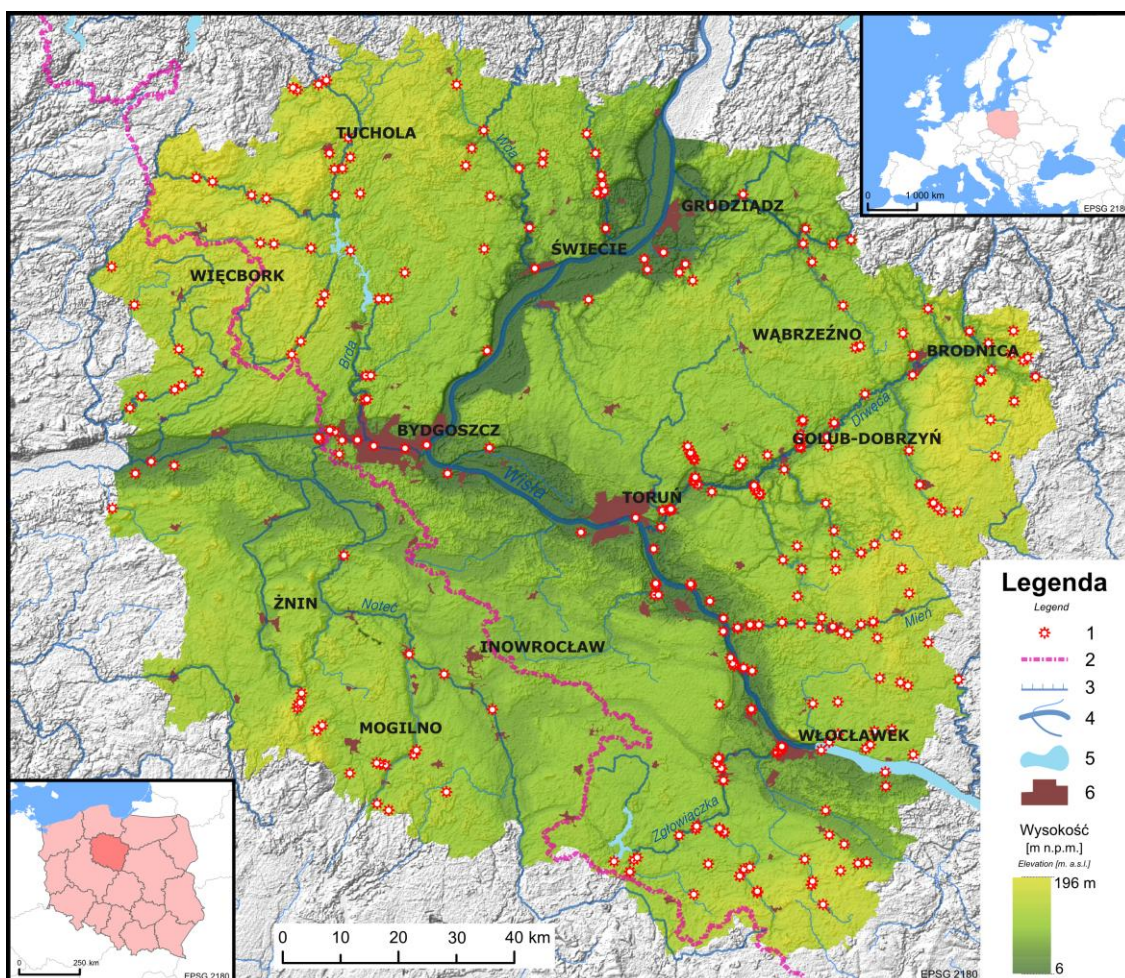 0 1 000 km
EPSG 2180
TUCHOLA
Wda
GRUDZIĄDZ
ŚWIECIE
WIĘCBORK
WĄBRZEŹNO
BRODNICA
Brda
Drwęca
BYDGOSZCZ
GOLUB-DOBRZYŃ
Wisła
TORUN
ŻNIN
Noteć
Mień
INOWROCŁAW
MOGILNO
WŁOCŁAWEK
Zgłowiączka
Legenda
Legend
1
2
3
4
5
6
Wysokość
[m n.p.m.]
Elevation [m. a.s.l.]
196 m
6
0 250 km
EPSG 2180
0 10 20 30 40 km
EPSG 2180